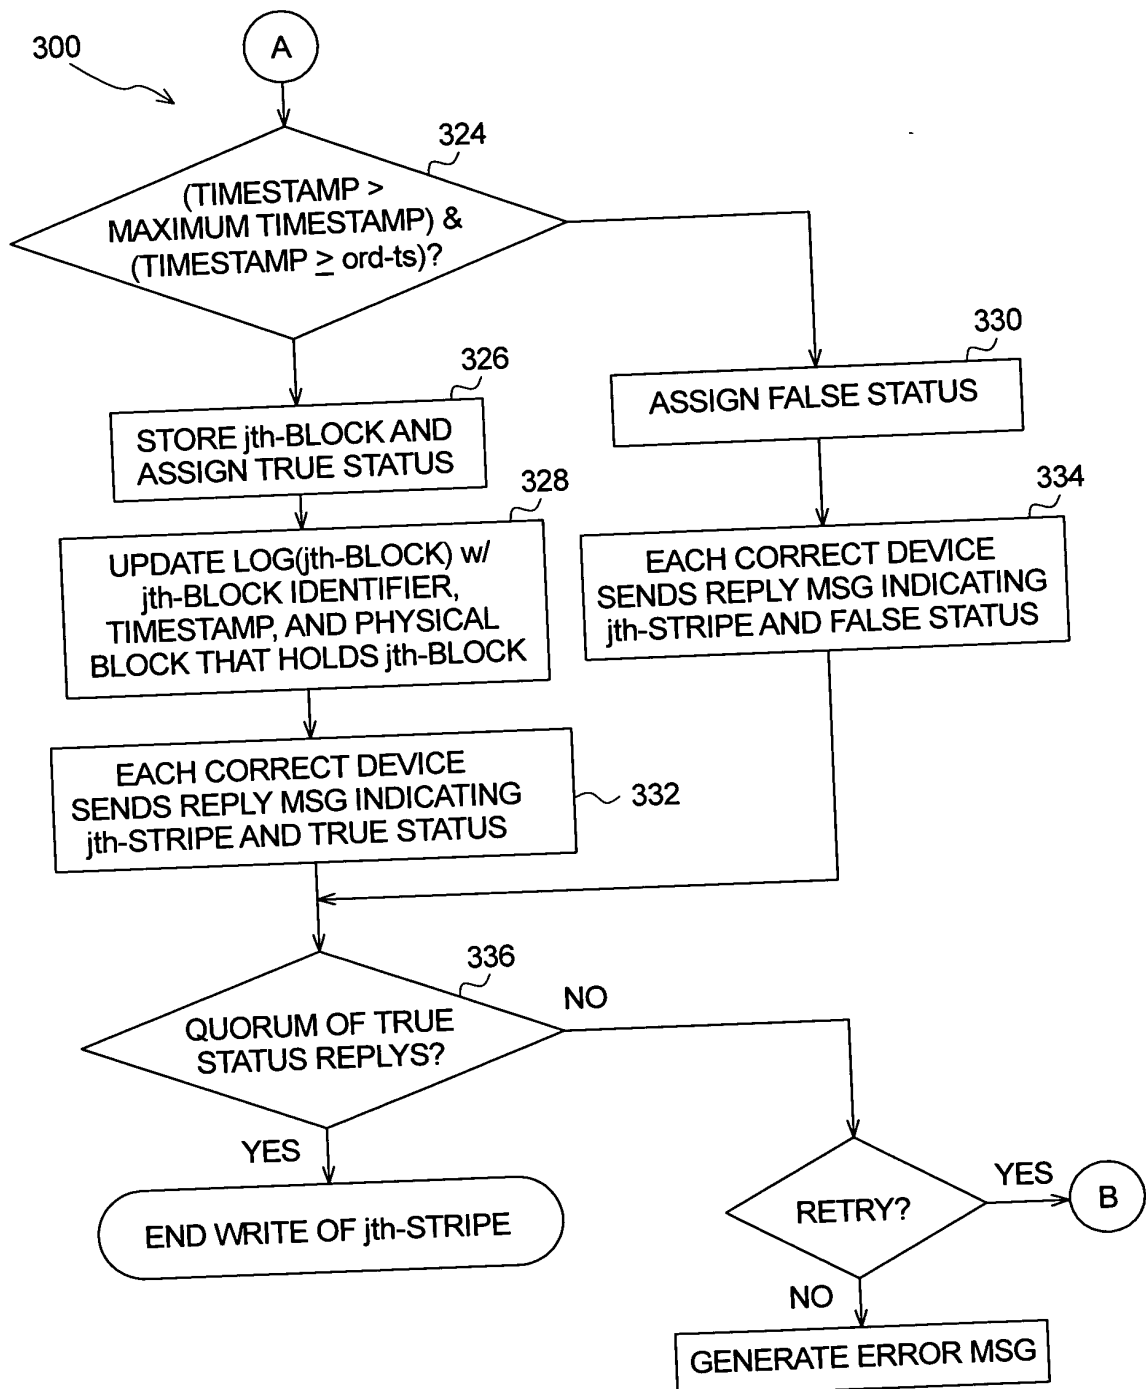 A
300
324
(TIMESTAMP >
MAXIMUM TIMESTAMP) &
(TIMESTAMP ≥ ord-ts)?
326
STORE jth-BLOCK AND
ASSIGN TRUE STATUS
330
ASSIGN FALSE STATUS
328
UPDATE LOG(jth-BLOCK) w/
jth-BLOCK IDENTIFIER,
TIMESTAMP, AND PHYSICAL
BLOCK THAT HOLDS jth-BLOCK
334
EACH CORRECT DEVICE
SENDS REPLY MSG INDICATING
jth-STRIPE AND FALSE STATUS
EACH CORRECT DEVICE
SENDS REPLY MSG INDICATING
jth-STRIPE AND TRUE STATUS
332
336
QUORUM OF TRUE
STATUS REPLYS?
NO
YES
END WRITE OF jth-STRIPE
RETRY?
YES
B
NO
GENERATE ERROR MSG